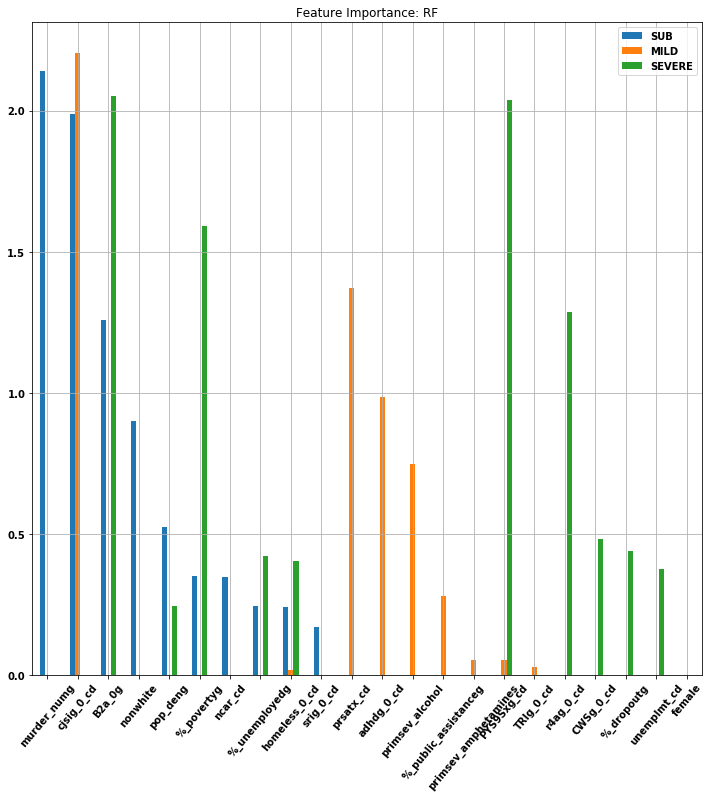 Feature Importance: RF
SUB
MILD
SEVERE
2.0
1.5
1.0
0.5
0.0
murder_numg
cjsig_0_cd
B2a_0g
nonwhite
pop_deng
%_povertyg
ncar_cd
%_unemployedg
homeless_0_cd
srig_0_cd
prsatx_cd
adhdg_0_cd
primsev_alcohol
%_public_assistanceg
primsev_amphetamines
TRIg_0_cd
r4ag_0_cd
CWSg_0_cd
%_dropoutg
unemplmt_cd
female